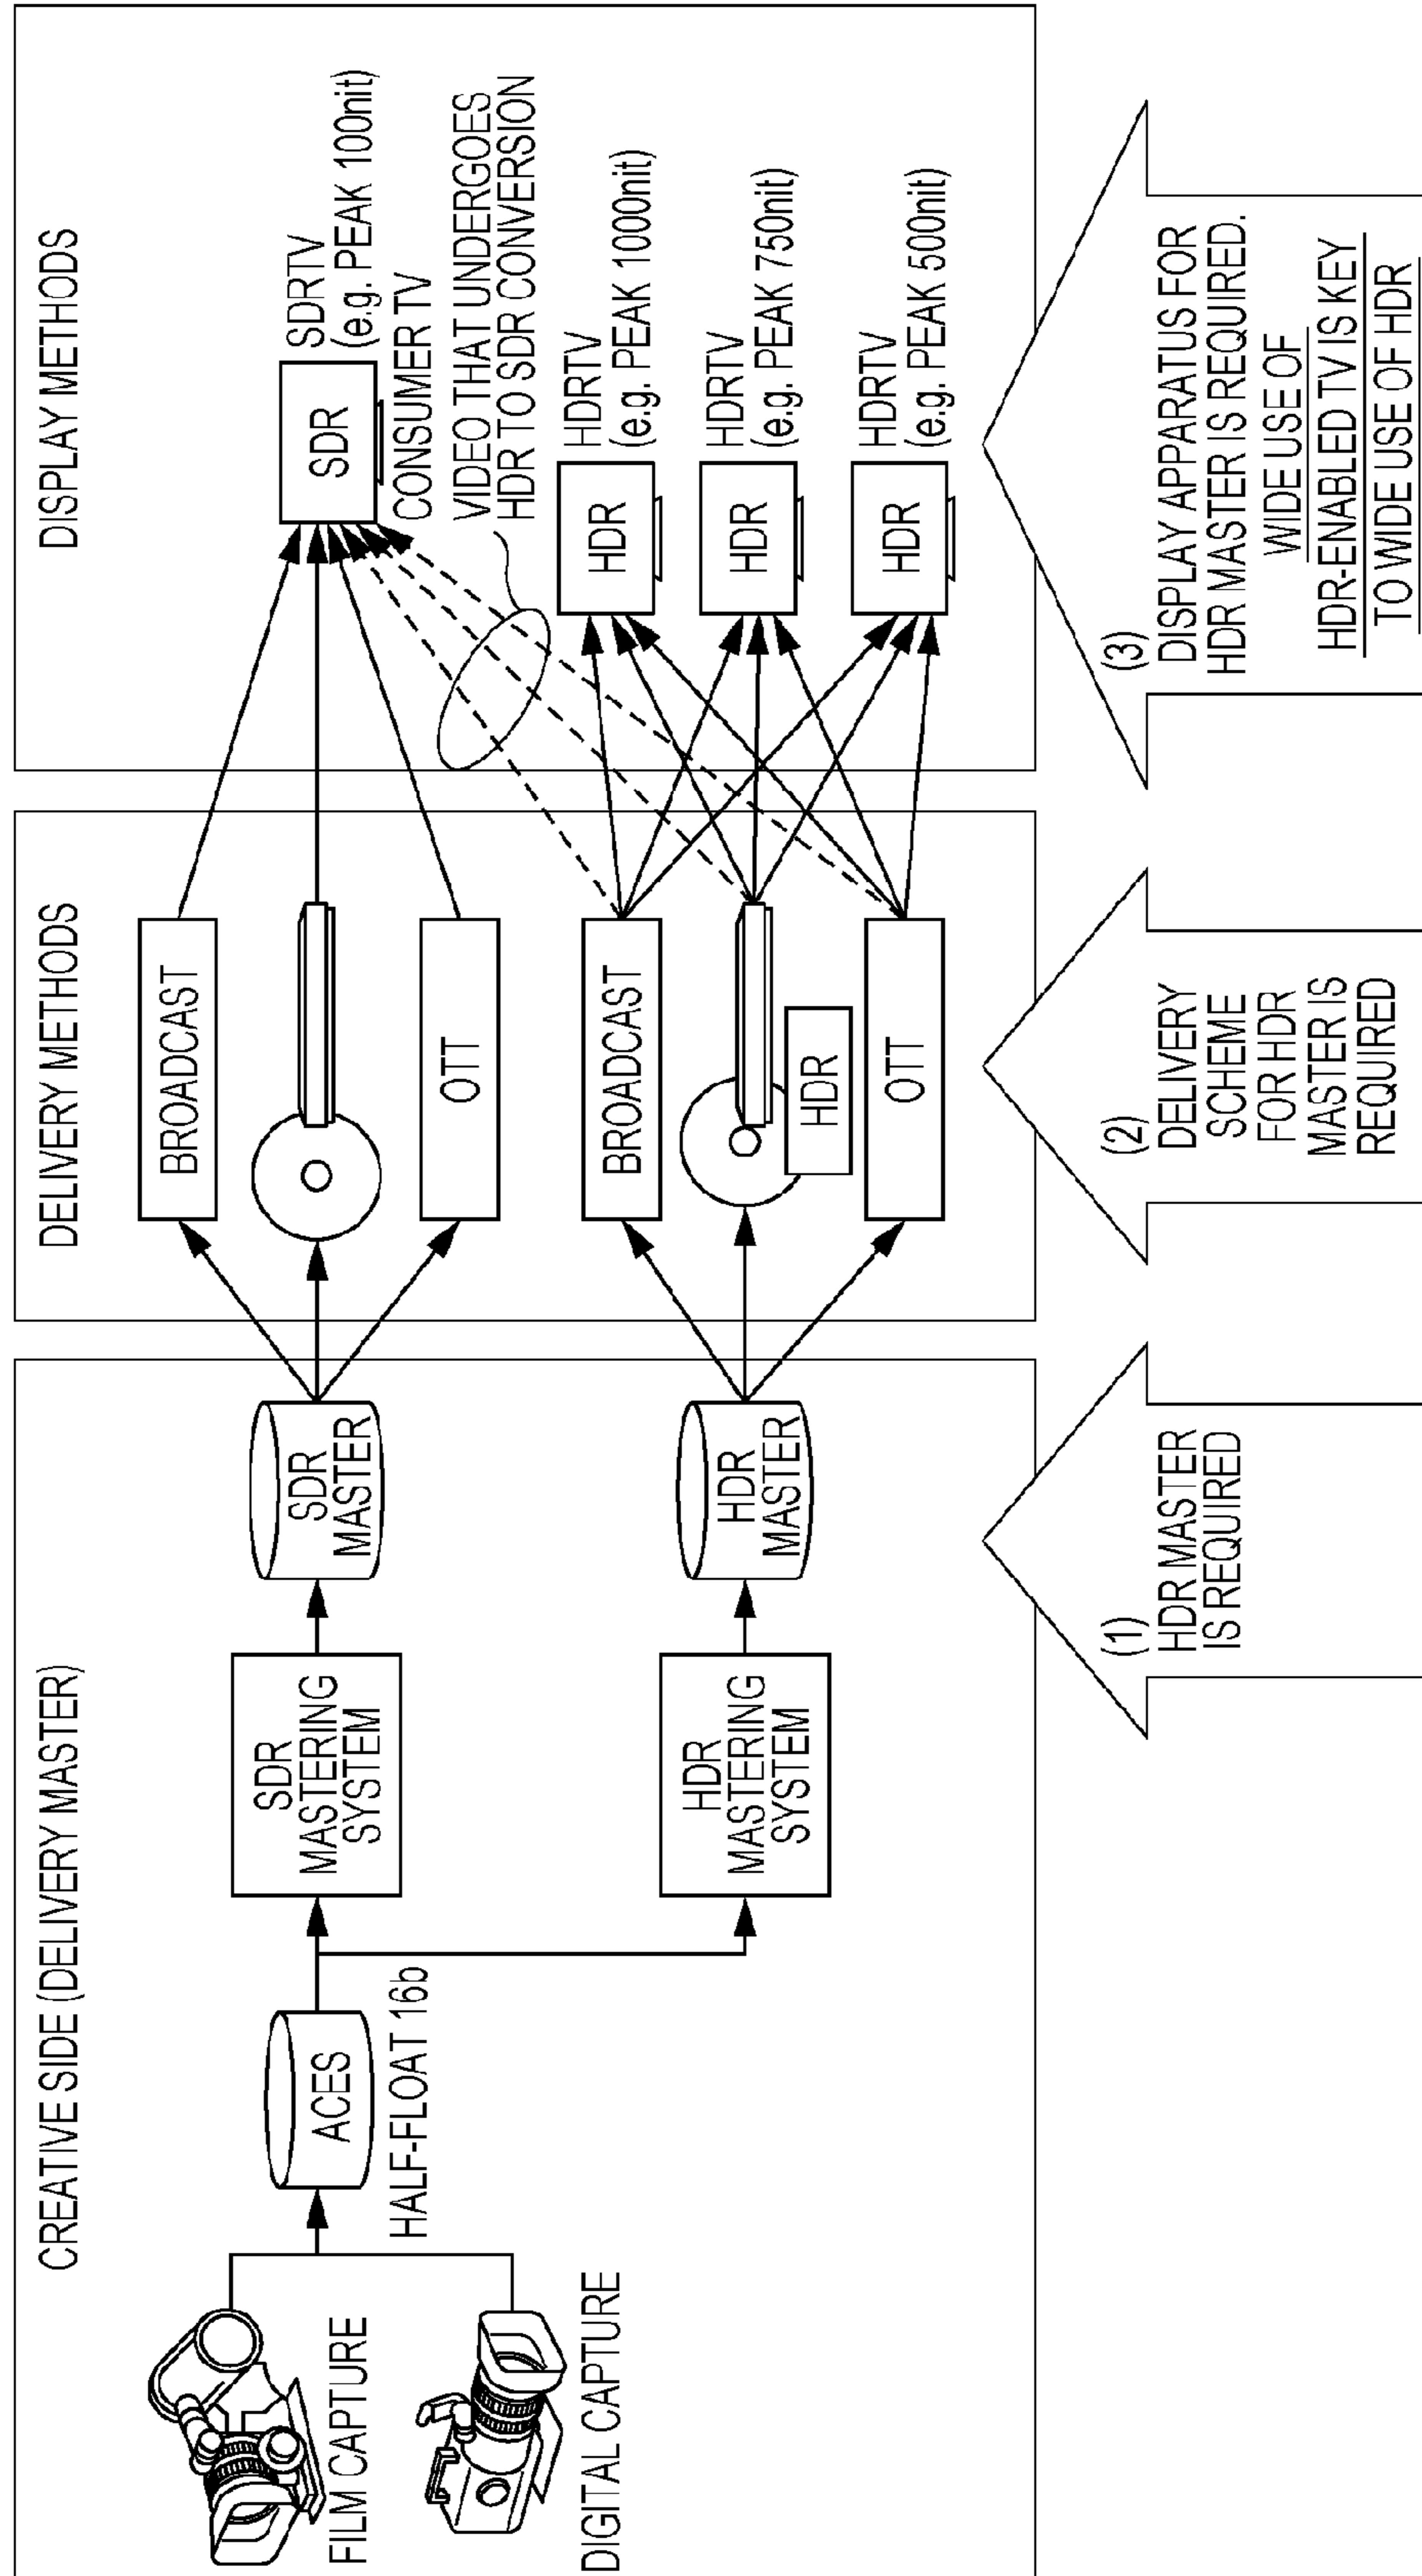 CREATIVE SIDE (DELIVERY MASTER)
FILM CAPTURE
DIGITAL CAPTURE
ACES
HALF-FLOAT 16b
SDR
MASTERING
SYSTEM
SDR
MASTER
HDR
MASTERING
SYSTEM
HDR
MASTER
DELIVERY METHODS
BROADCAST
OTT
BROADCAST
HDR
OTT
DISPLAY METHODS
SDR
SDRTV
(e.g. PEAK 100nit)
CONSUMER TV
VIDEO THAT UNDERGOES
HDR TO SDR CONVERSION
HDR
HDRTV
(e.g. PEAK 1000nit)
HDR
HDRTV
(e.g. PEAK 750nit)
HDR
HDRTV
(e.g. PEAK 500nit)
(1)
HDR MASTER
IS REQUIRED
(2)
DELIVERY
SCHEME
FOR HDR
MASTER IS
REQUIRED
(3)
DISPLAY APPARATUS FOR
HDR MASTER IS REQUIRED.
WIDE USE OF
HDR-ENABLED TV IS KEY
TO WIDE USE OF HDR